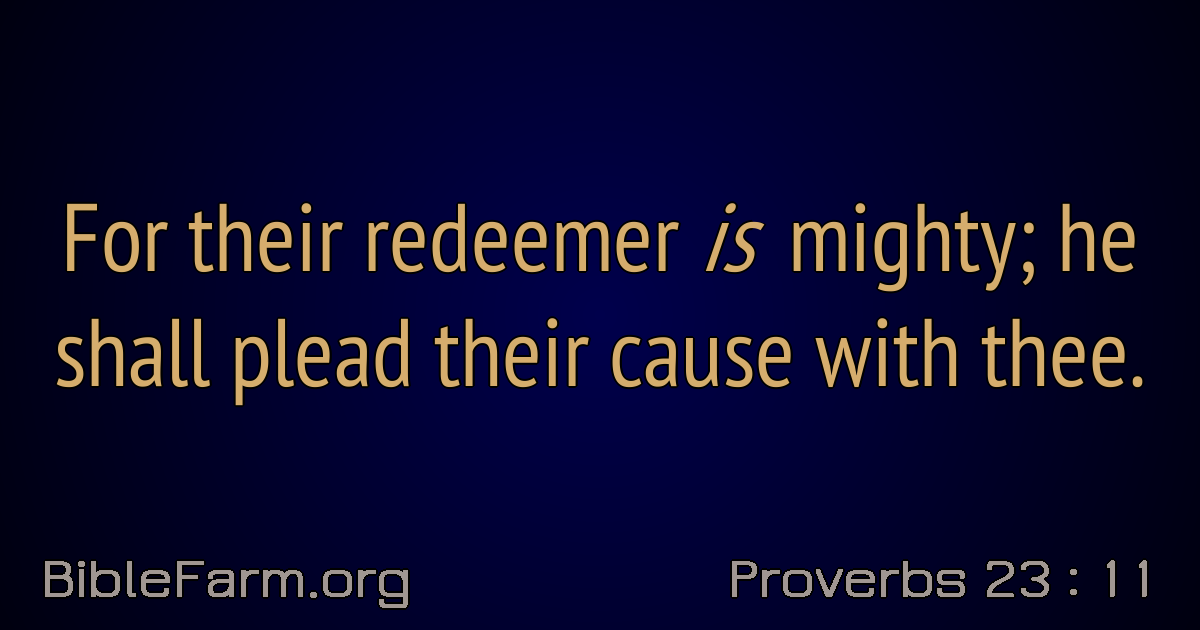 For their redeemer is mighty; he
shall plead their cause with thee.
BibleFarm.org
Proverbs 23 : 11